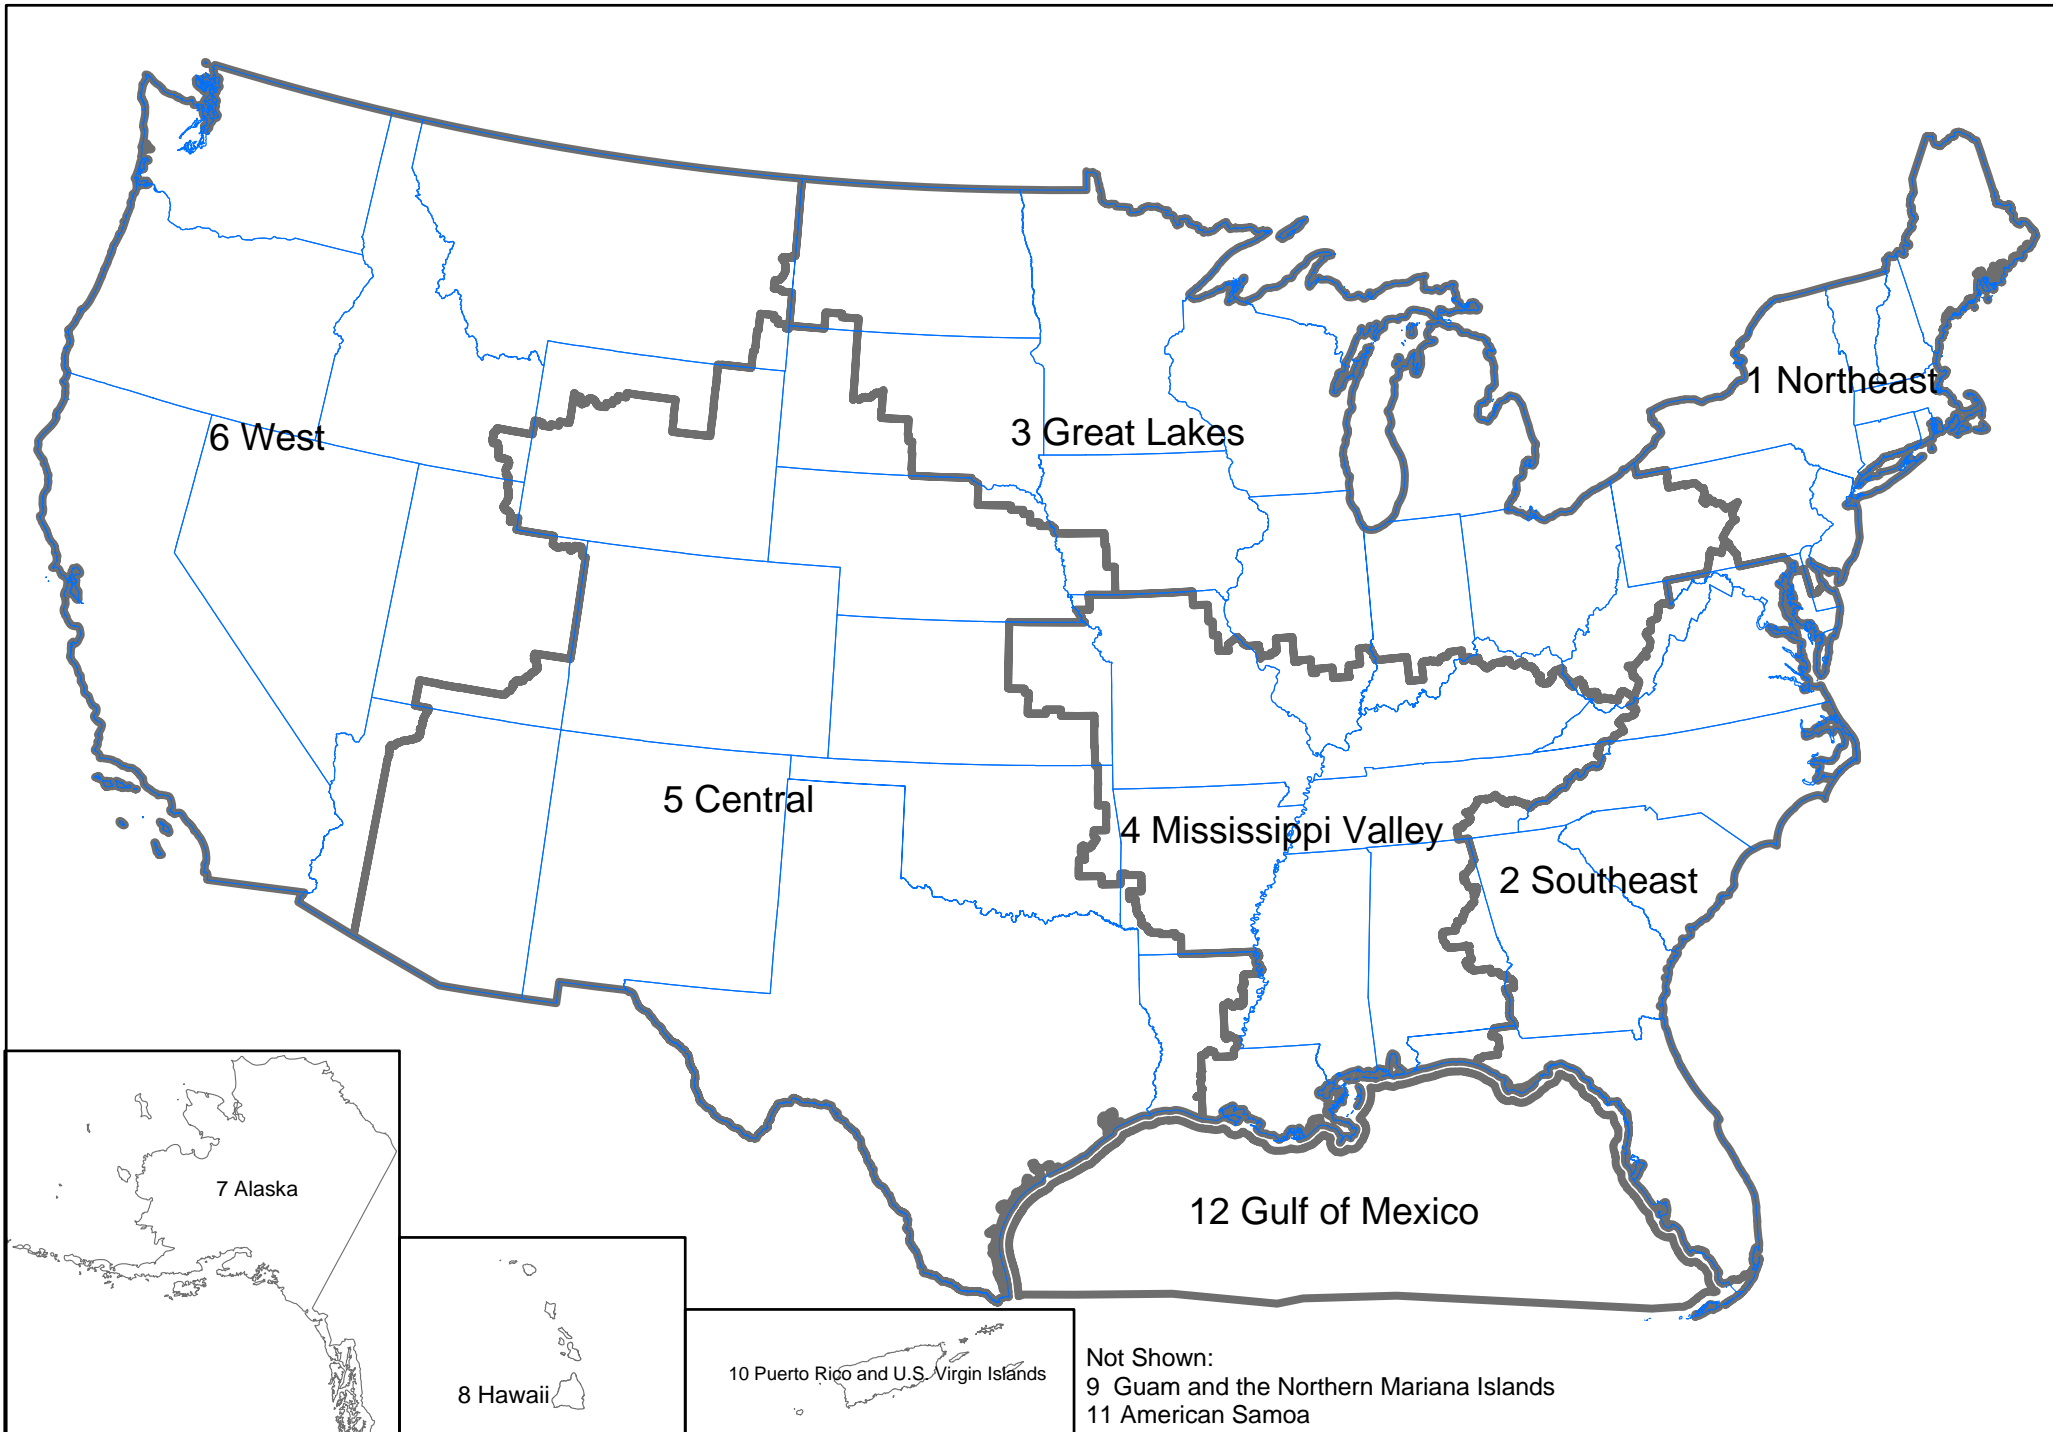 1 Northeast
6 West
3 Great Lakes
5 Central
4 Mississippi Valley
2 Southeast
7 Alaska
12 Gulf of Mexico
8 Hawaii
10 Puerto Rico and U.S. Virgin Islands
Not Shown:
9 Guam and the Northern Mariana Islands
11 American Samoa